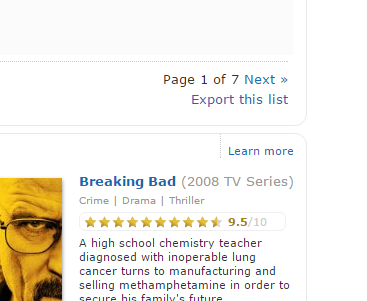 Page 1 of 7 Next »
Export this list
Learn more
Breaking Bad (2008 TV Series)
Crime | Drama | Thriller
9.5/10
A high school chemistry teacher
diagnosed with inoperable lung
cancer turns to manufacturing and
selling methamphetamine in order to
secure his family's future